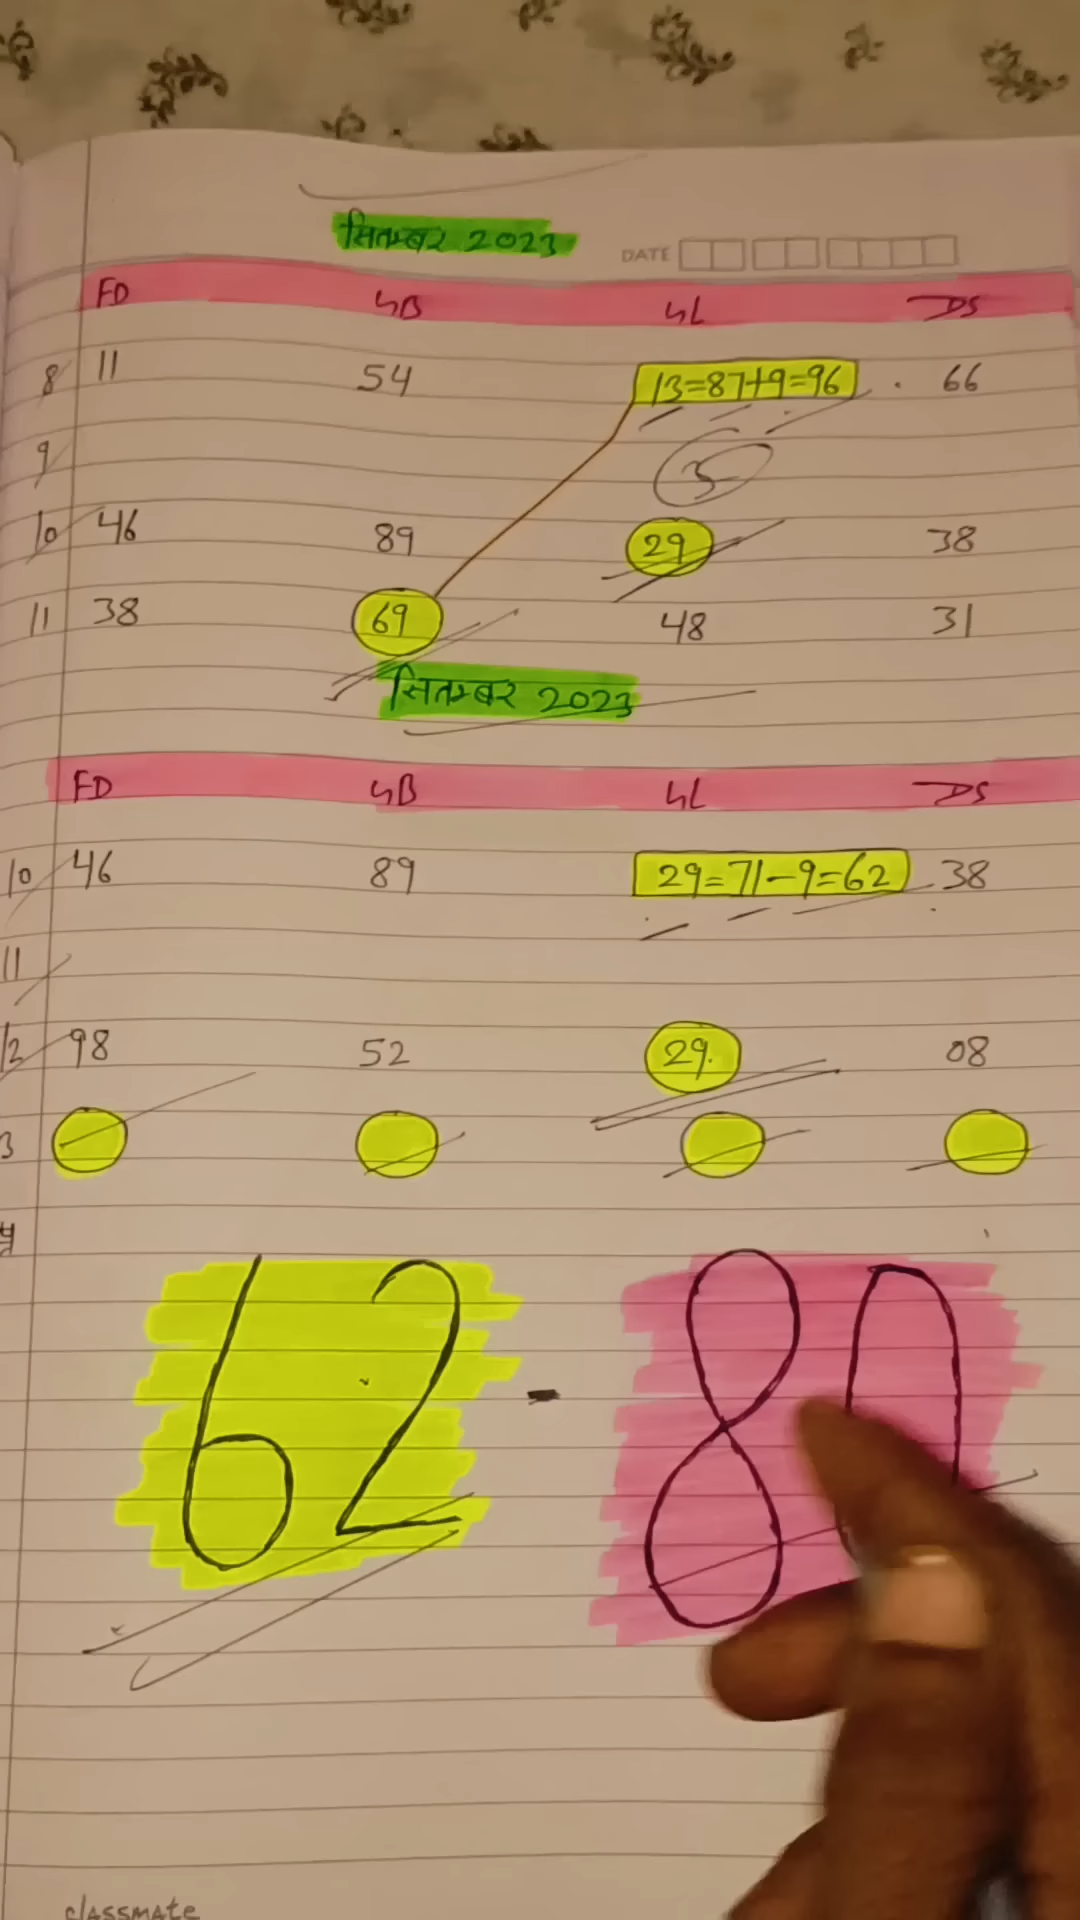 सितम्बर 2023
DATE
FD GB GL DS
8 11 54 13=87+9=96 66
9
10 46 89 29 38
11 38 69 48 31
सितम्बर 2023
FD GB GL DS
10 46 89 29=71-9=62 38
11
12 98 52 29 08
3
62 - 80
classmate